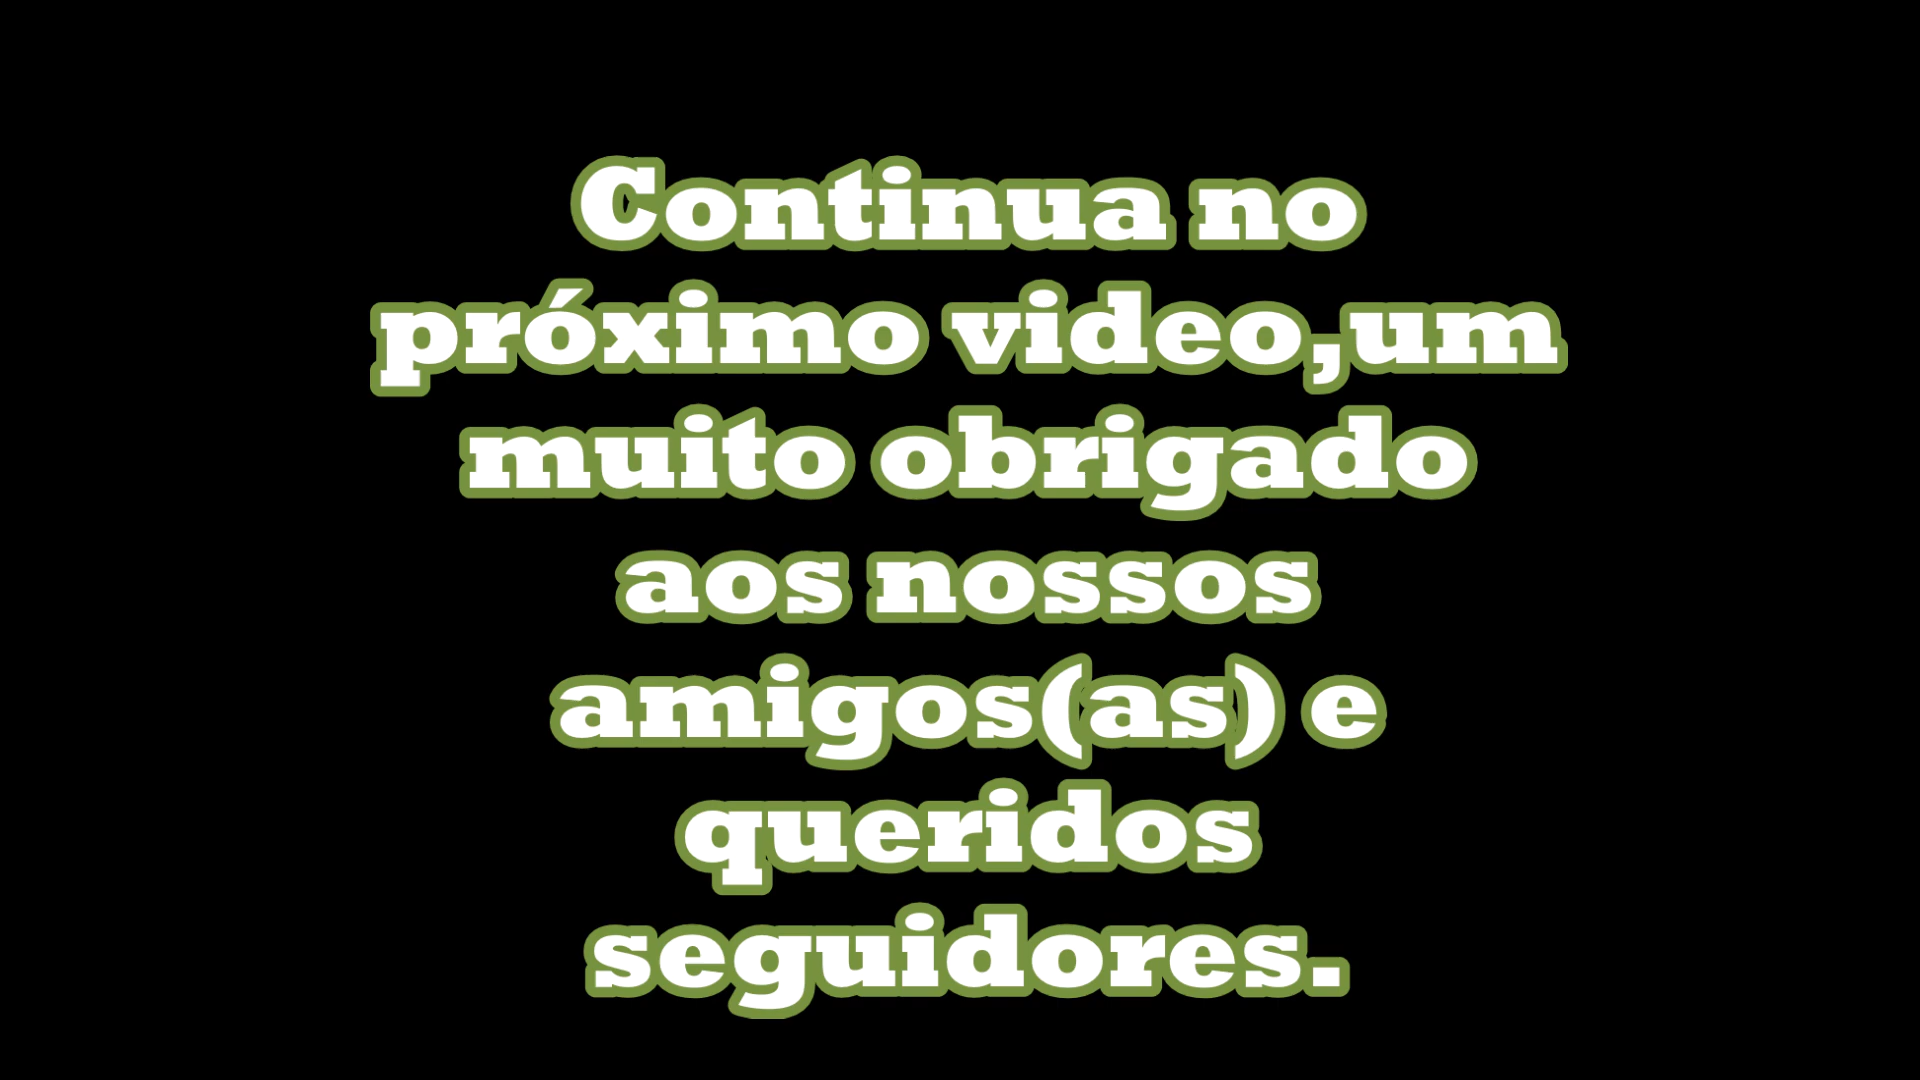 Continua no
próximo video,um
muito obrigado
aos nossos
amigos(as) e
queridos
seguidores.